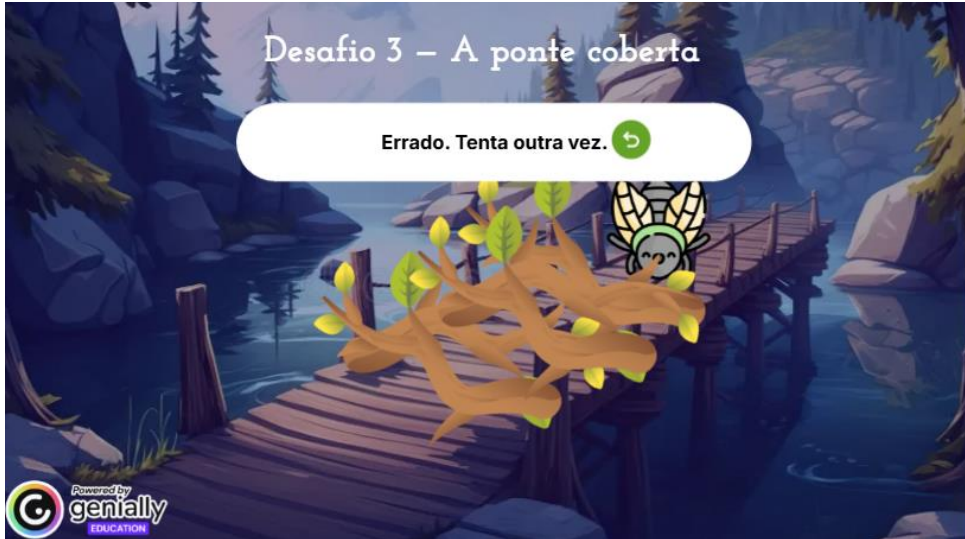 Desafio 3 – A ponte coberta
Errado. Tenta outra vez.
Powered by
genially
EDUCATION